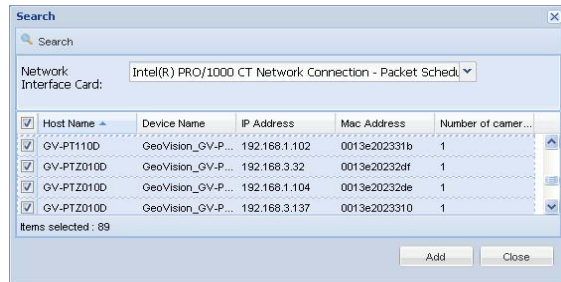 Search
Search
Network Interface Card: Intel(R) PRO/1000 CT Network Connection - Packet Schedu
Host Name Device Name IP Address Mac Address Number of camer...
GV-PT110D GeoVision_GV-P... 192.168.1.102 0013e202331b 1
GV-PTZ010D GeoVision_GV-P... 192.168.3.32 0013e20232df 1
GV-PTZ010D GeoVision_GV-P... 192.168.1.104 0013e20232de 1
GV-PTZ010D GeoVision_GV-P... 192.168.3.137 0013e2023310 1
Items selected : 89
Add Close